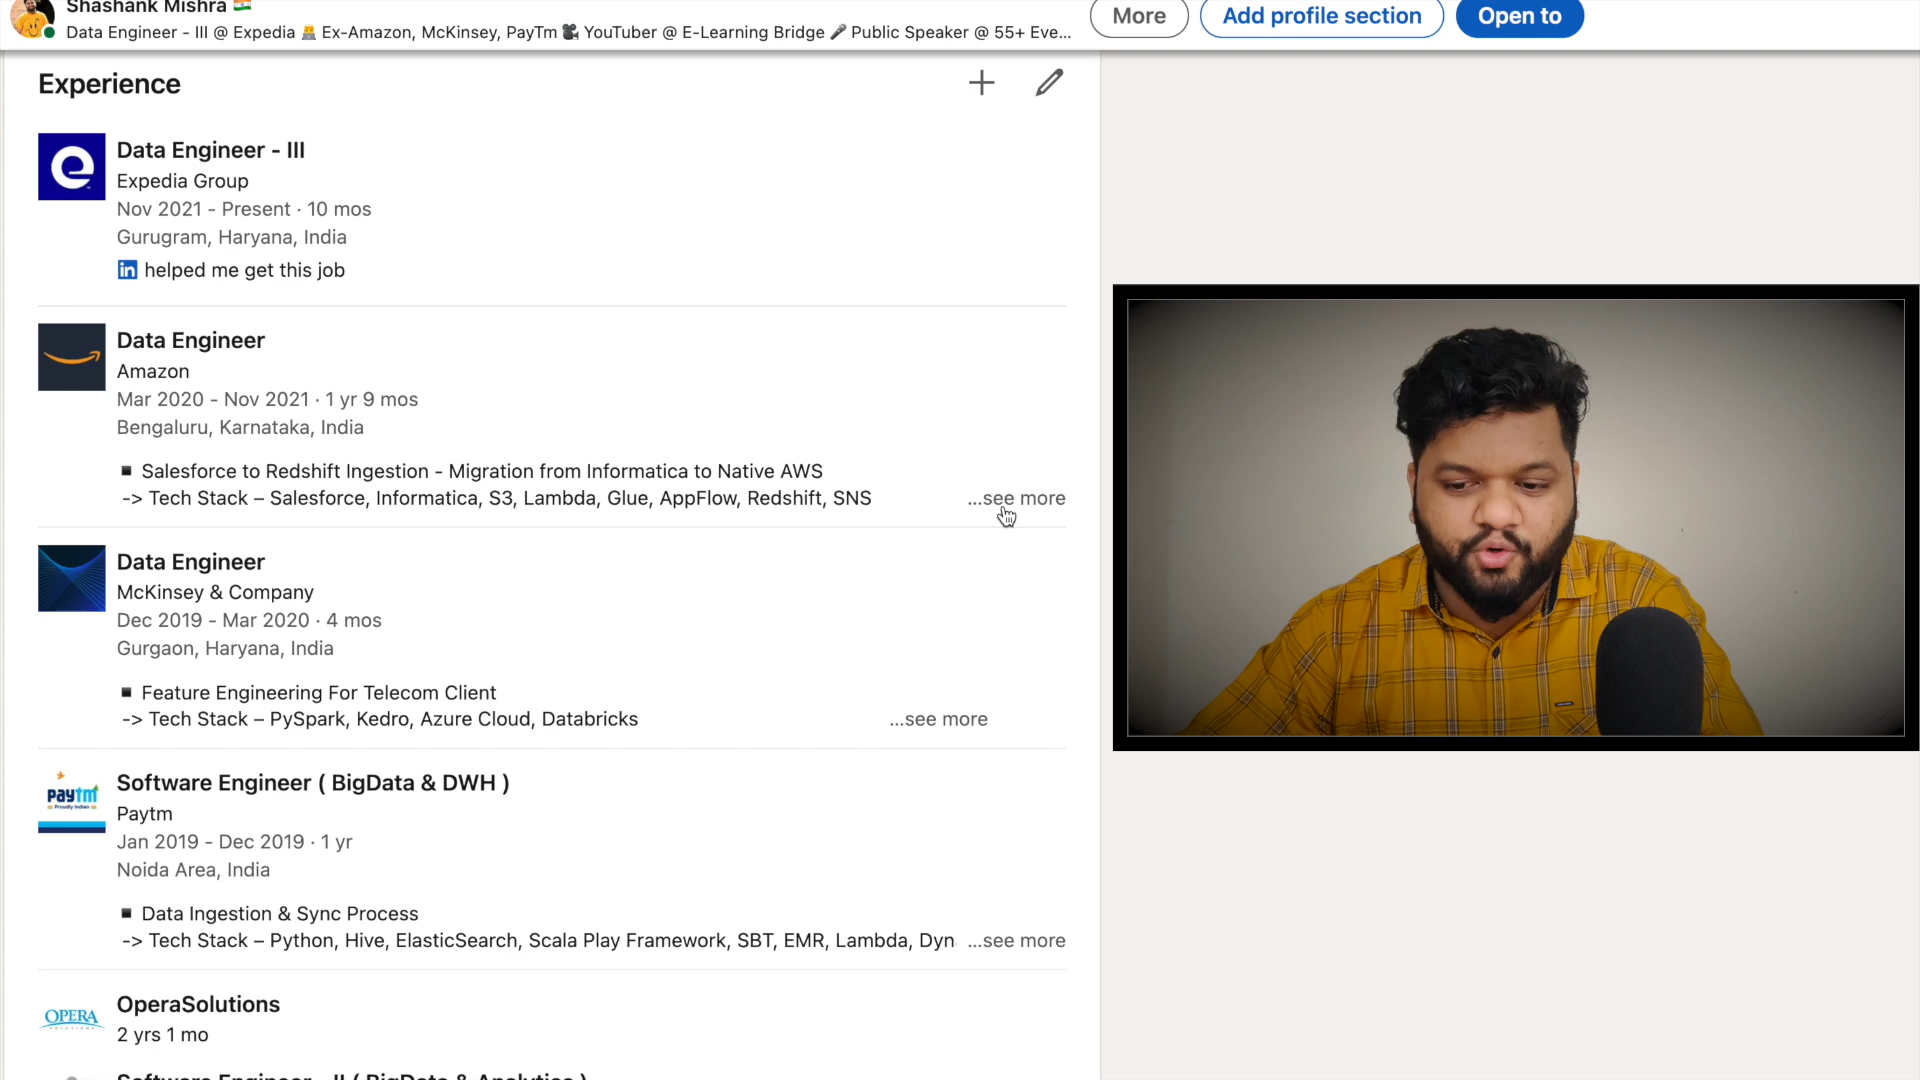 Shashank Mishra
Data Engineer - III @ Expedia Ex-Amazon, McKinsey, PayTm YouTuber @ E-Learning Bridge Public Speaker @ 55+ Eve...
More
Add profile section
Open to
Experience
Data Engineer - III
Expedia Group
Nov 2021 - Present · 10 mos
Gurugram, Haryana, India
in helped me get this job
Data Engineer
Amazon
Mar 2020 - Nov 2021 · 1 yr 9 mos
Bengaluru, Karnataka, India
▪ Salesforce to Redshift Ingestion - Migration from Informatica to Native AWS
-> Tech Stack – Salesforce, Informatica, S3, Lambda, Glue, AppFlow, Redshift, SNS ...see more
Data Engineer
McKinsey & Company
Dec 2019 - Mar 2020 · 4 mos
Gurgaon, Haryana, India
▪ Feature Engineering For Telecom Client
-> Tech Stack – PySpark, Kedro, Azure Cloud, Databricks ...see more
paytm
Software Engineer ( BigData & DWH )
Paytm
Jan 2019 - Dec 2019 · 1 yr
Noida Area, India
▪ Data Ingestion & Sync Process
-> Tech Stack – Python, Hive, ElasticSearch, Scala Play Framework, SBT, EMR, Lambda, Dyn ...see more
OPERA
OperaSolutions
2 yrs 1 mo
Software Engineer - II ( BigData & Analytics )